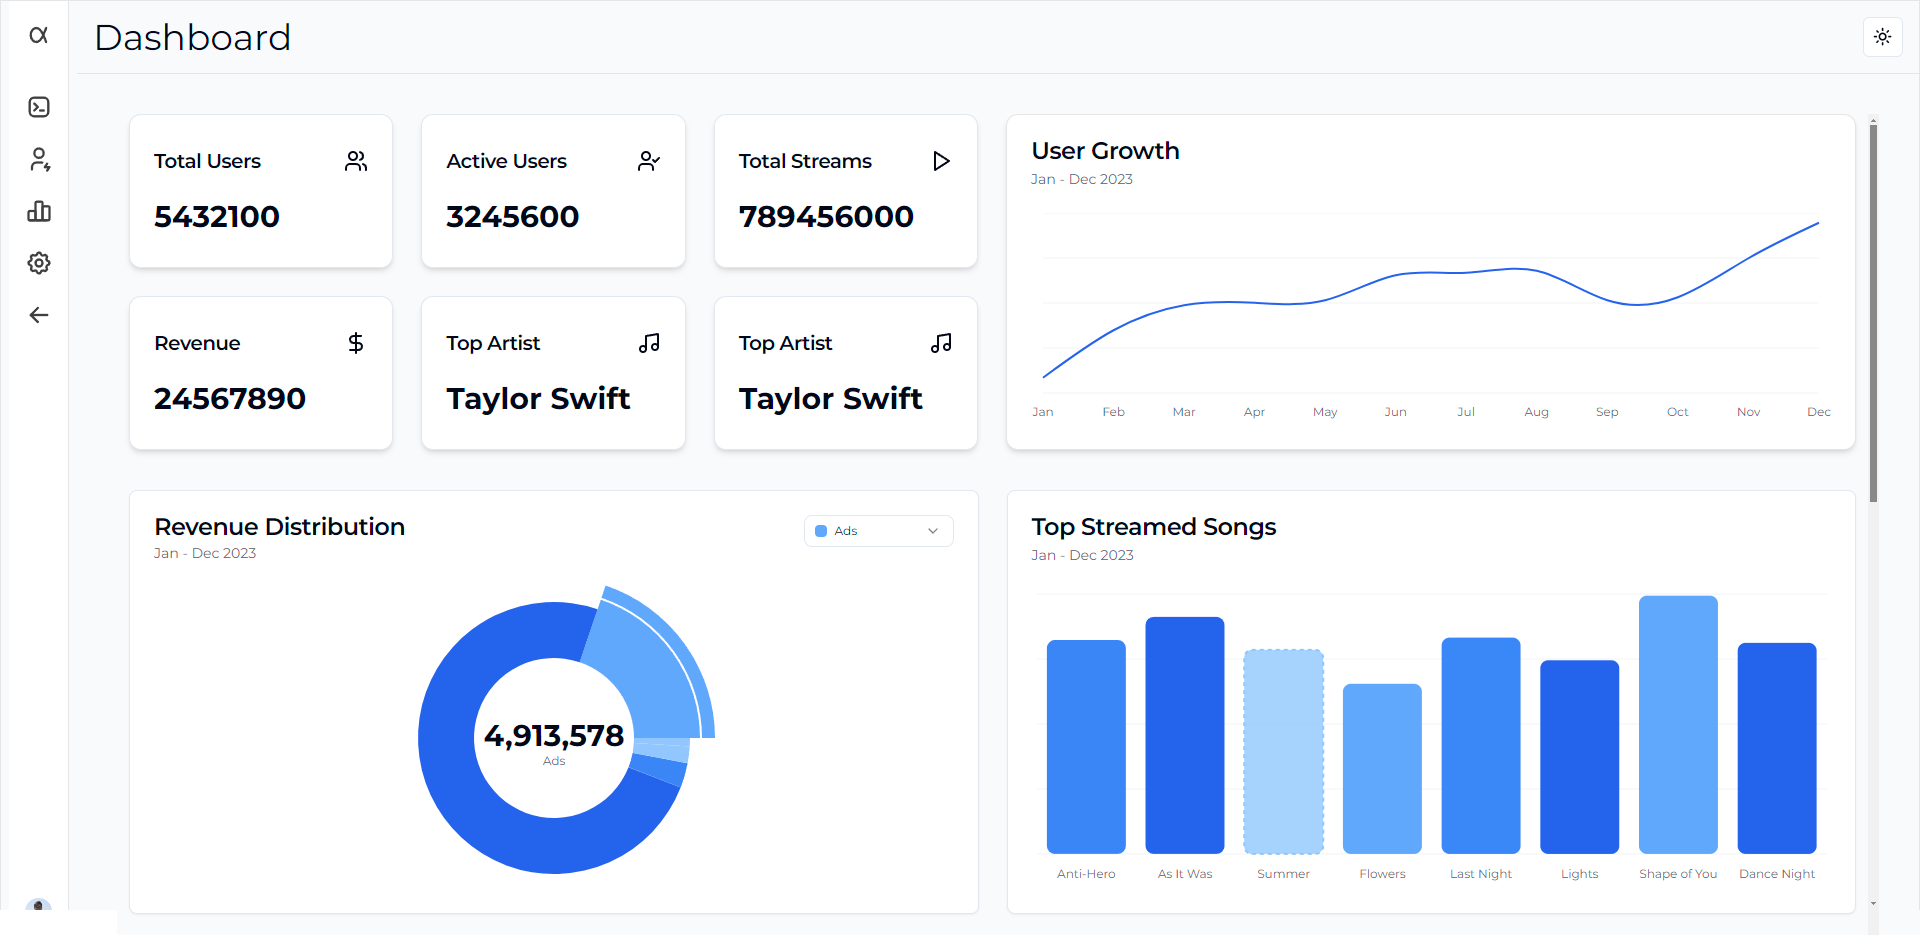 α
Dashboard
Total Users
5432100
Active Users
3245600
Total Streams
789456000
Revenue
24567890
Top Artist
Taylor Swift
Top Artist
Taylor Swift
User Growth
Jan - Dec 2023
Jan Feb Mar Apr May Jun Jul Aug Sep Oct Nov Dec
Revenue Distribution
Jan - Dec 2023
Ads
4,913,578
Ads
Top Streamed Songs
Jan - Dec 2023
Anti-Hero As It Was Summer Flowers Last Night Lights Shape of You Dance Night